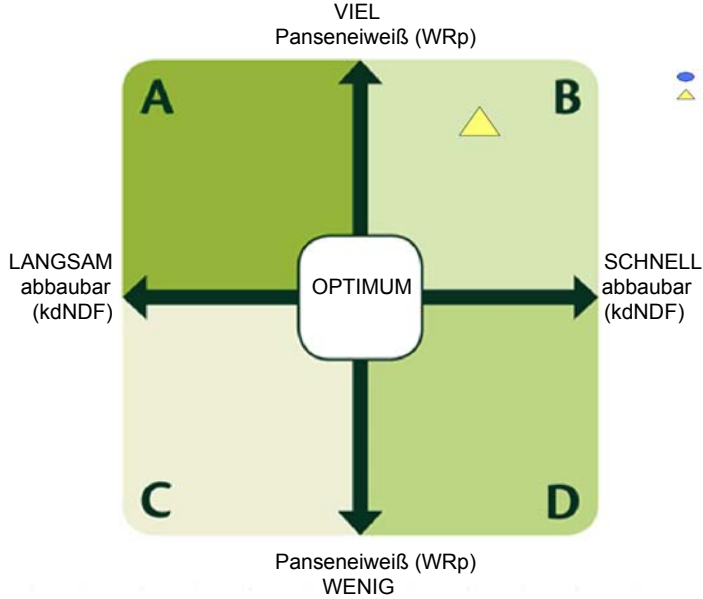 VIEL
Panseneiweiß (WRp)
A
B
LANGSAM
abbaubar
(kdNDF)
OPTIMUM
SCHNELL
abbaubar
(kdNDF)
C
D
Panseneiweiß (WRp)
WENIG